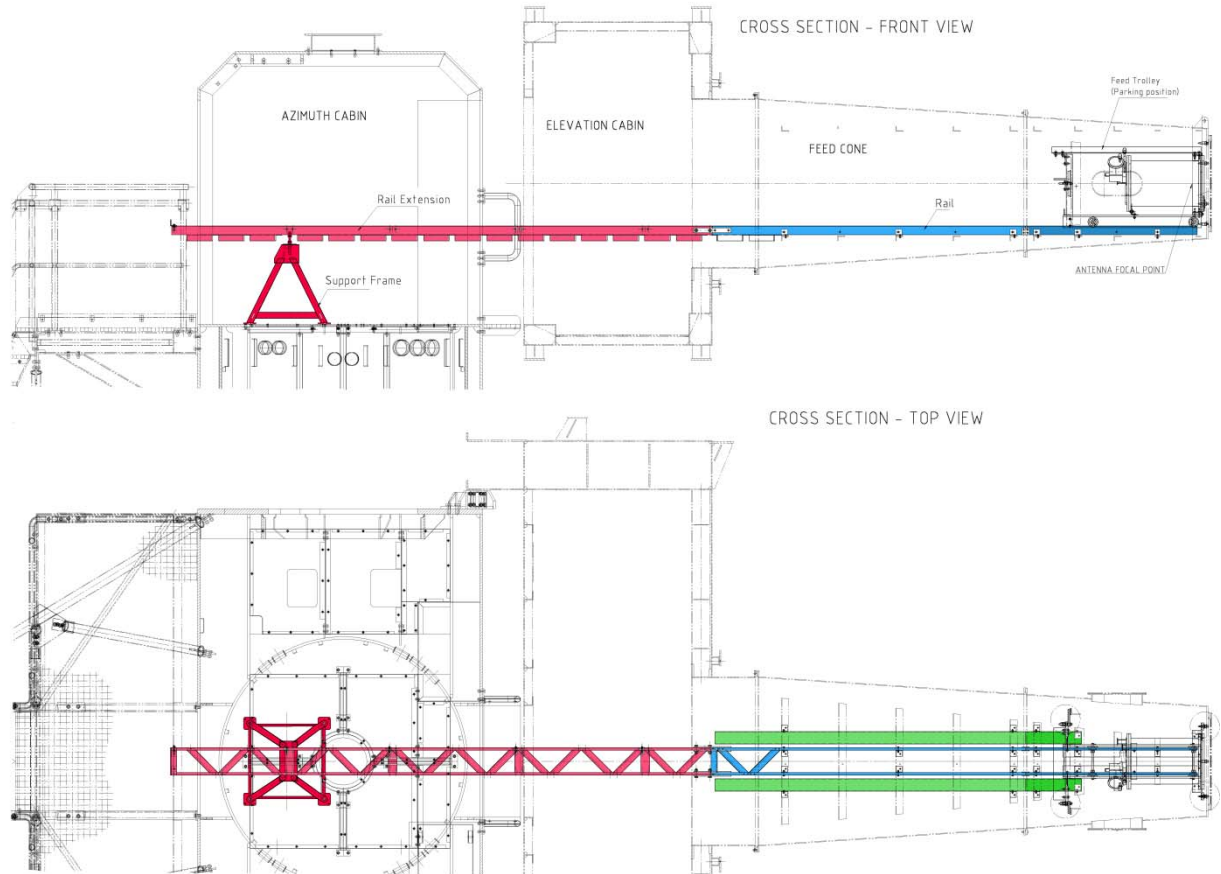 CROSS SECTION - FRONT VIEW
Feed Trolley
(Parking position)
AZIMUTH CABIN
ELEVATION CABIN
FEED CONE
Rail Extension
Rail
Support Frame
ANTENNA FOCAL POINT
CROSS SECTION - TOP VIEW